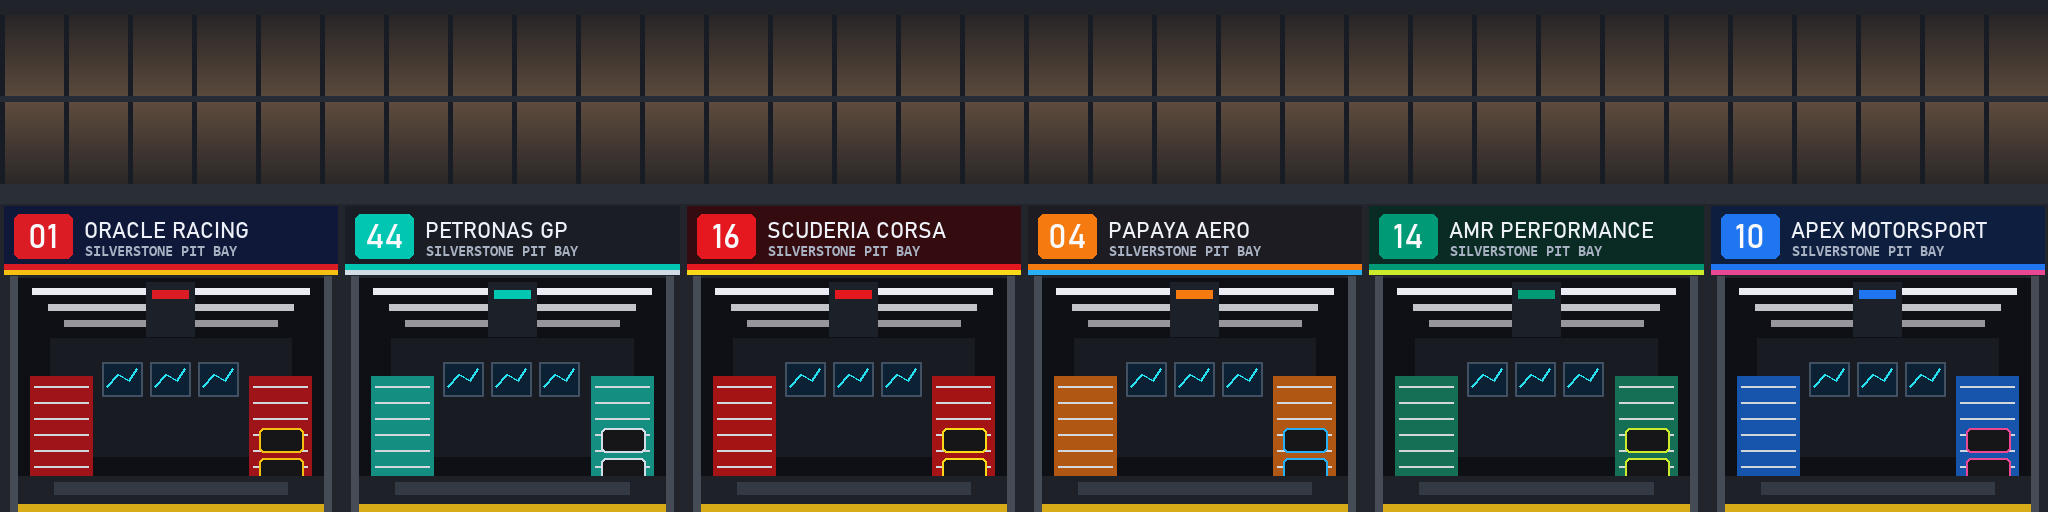 01 ORACLE RACING
SILVERSTONE PIT BAY
44 PETRONAS GP
SILVERSTONE PIT BAY
16 SCUDERIA CORSA
SILVERSTONE PIT BAY
04 PAPAYA AERO
SILVERSTONE PIT BAY
14 AMR PERFORMANCE
SILVERSTONE PIT BAY
10 APEX MOTORSPORT
SILVERSTONE PIT BAY